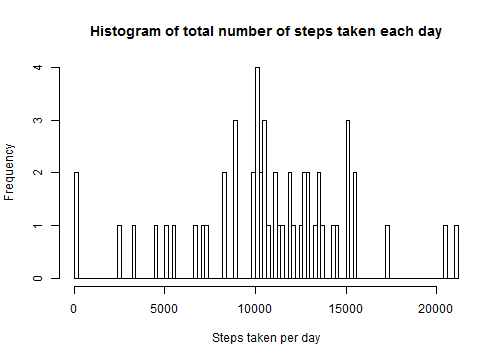 Histogram of total number of steps taken each day
Frequency
4
3
2
1
0
0 5000 10000 15000 20000
Steps taken per day